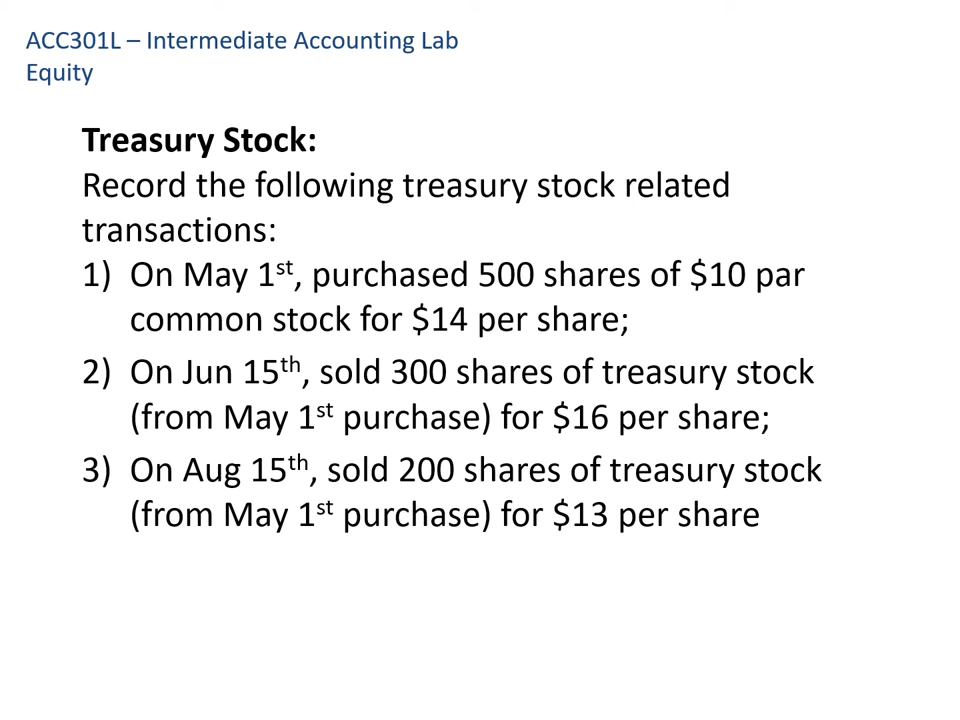 ACC301L – Intermediate Accounting Lab
Equity
Treasury Stock:
Record the following treasury stock related
transactions:
1) On May 1st, purchased 500 shares of $10 par
common stock for $14 per share;
2) On Jun 15th, sold 300 shares of treasury stock
(from May 1st purchase) for $16 per share;
3) On Aug 15th, sold 200 shares of treasury stock
(from May 1st purchase) for $13 per share